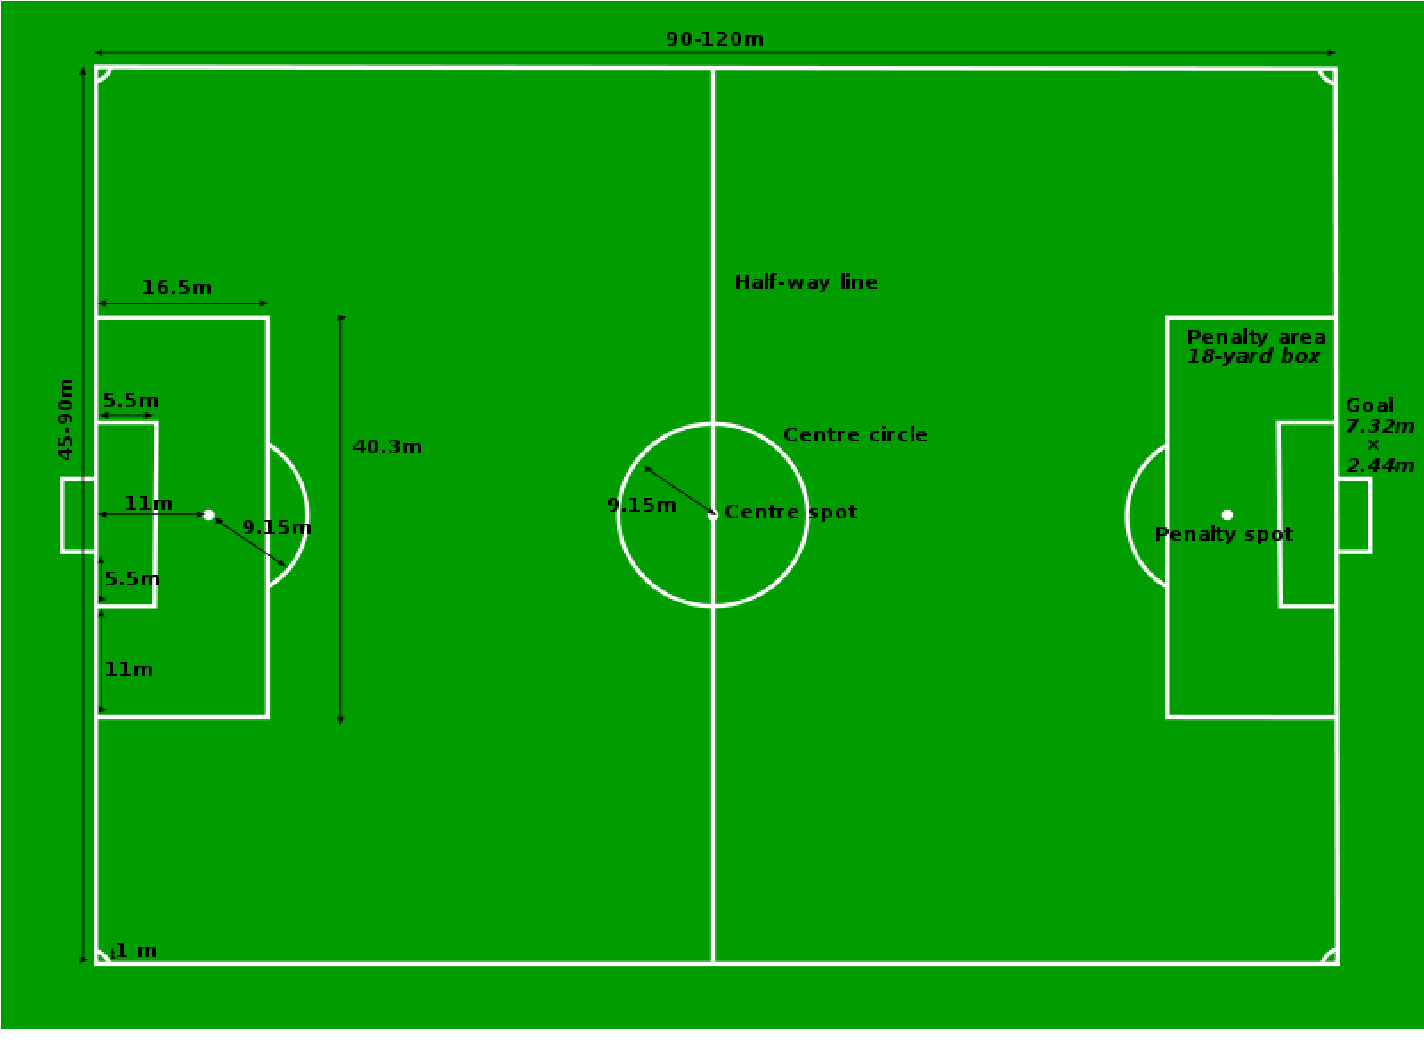 90-120m
16.5m
Half-way line
Penalty area
18-yard box
45-90m
5.5m
Goal
7.32m
×
2.44m
40.3m
Centre circle
11m
9.15m
9.15m
Centre spot
Penalty spot
5.5m
11m
1 m